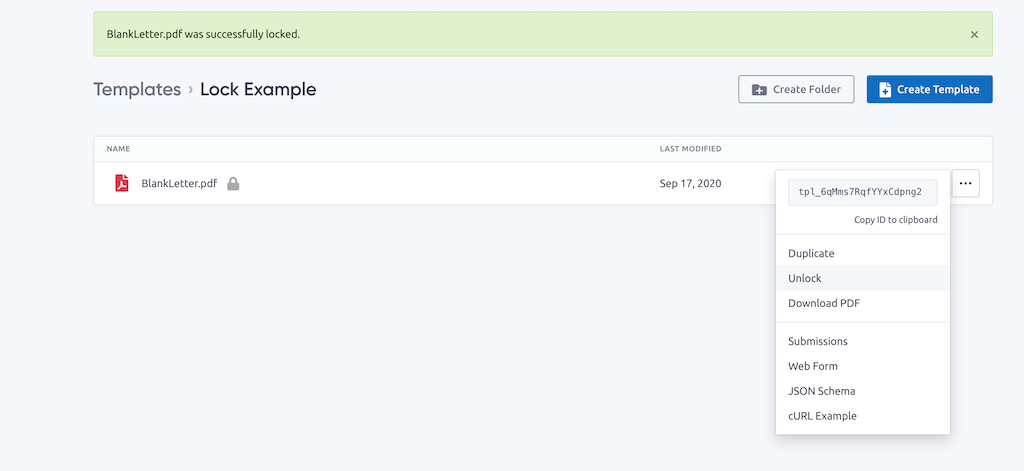 BlankLetter.pdf was successfully locked.
×
Templates › Lock Example
Create Folder
Create Template
NAME
LAST MODIFIED
BlankLetter.pdf
Sep 17, 2020
...
tpl_6qMms7RqfYYxCdpng2
Copy ID to clipboard
Duplicate
Unlock
Download PDF
Submissions
Web Form
JSON Schema
cURL Example